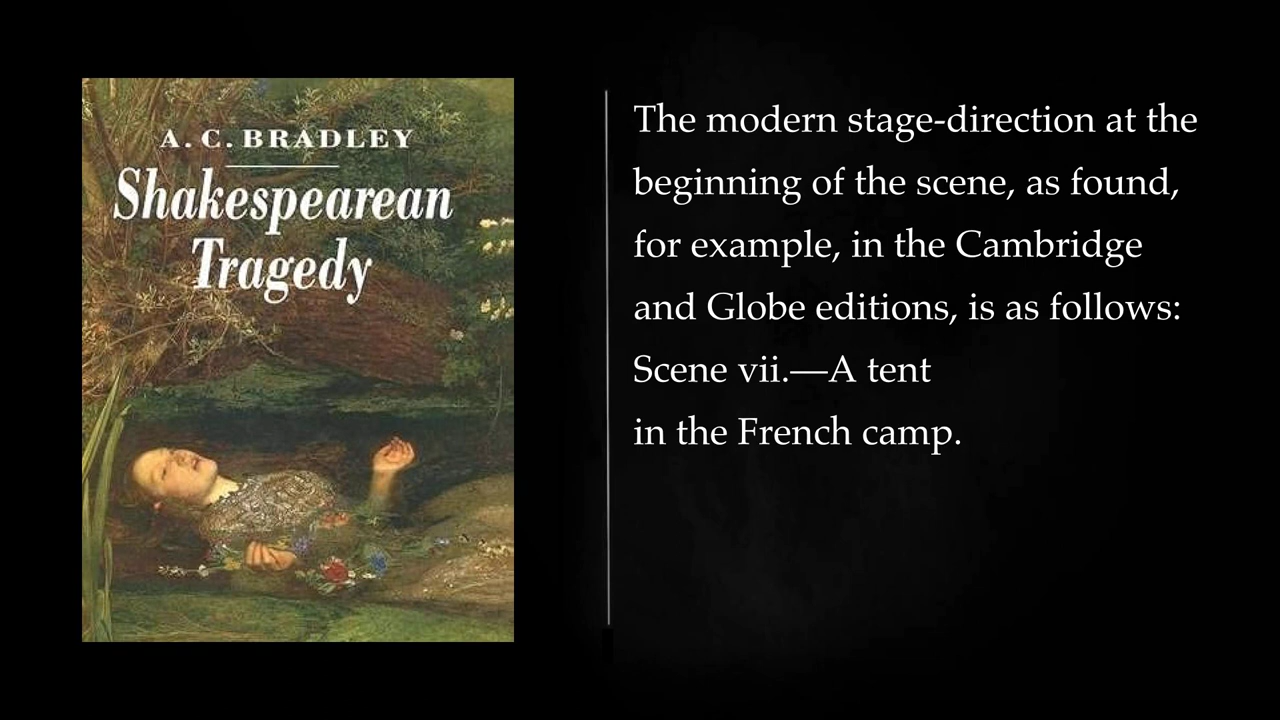 A. C. BRADLEY
Shakespearean
Tragedy
The modern stage-direction at the
beginning of the scene, as found,
for example, in the Cambridge
and Globe editions, is as follows:
Scene vii.—A tent
in the French camp.